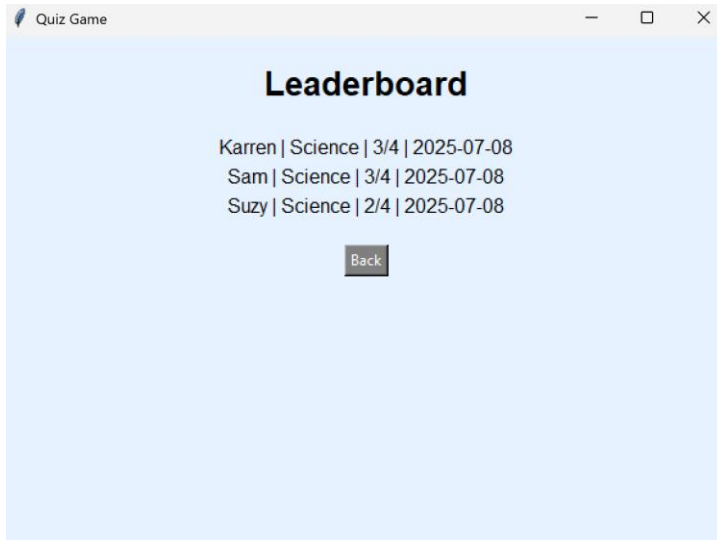 Quiz Game
Leaderboard
Karren | Science | 3/4 | 2025-07-08
Sam | Science | 3/4 | 2025-07-08
Suzy | Science | 2/4 | 2025-07-08
Back